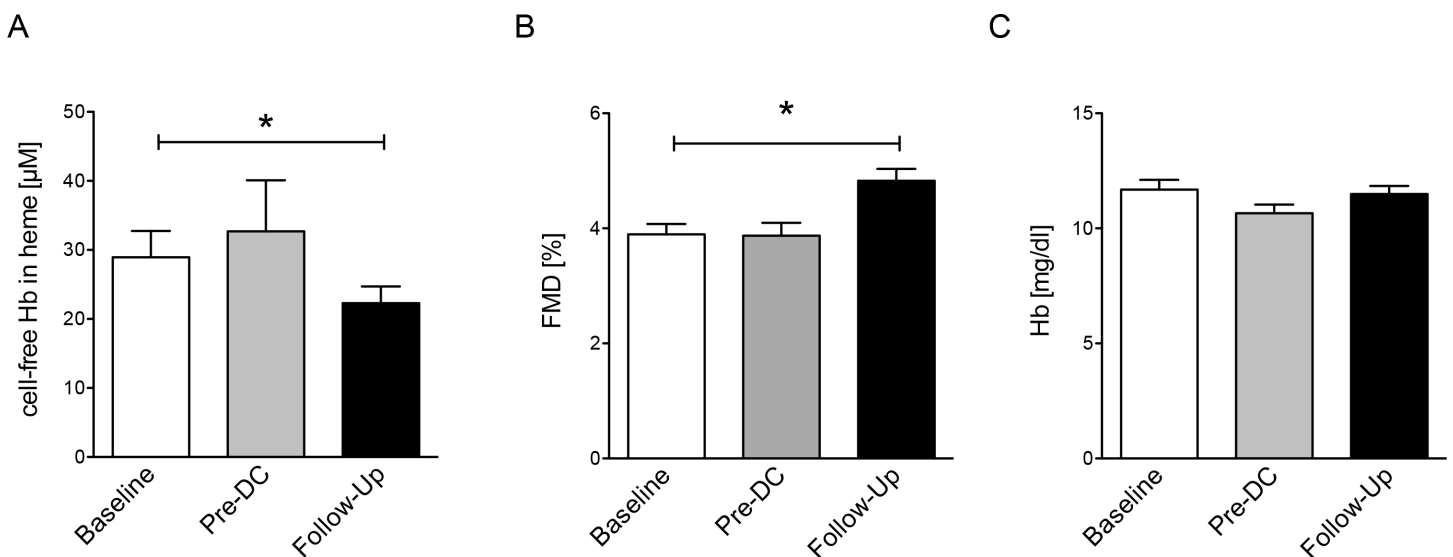 A
cell-free Hb in heme [µM]
50
40
30
20
10
0
*
Baseline
Pre-DC
Follow-Up
B
FMD [%]
6
4
2
0
*
Baseline
Pre-DC
Follow-Up
C
Hb [mg/dl]
15
10
5
0
Baseline
Pre-DC
Follow-Up